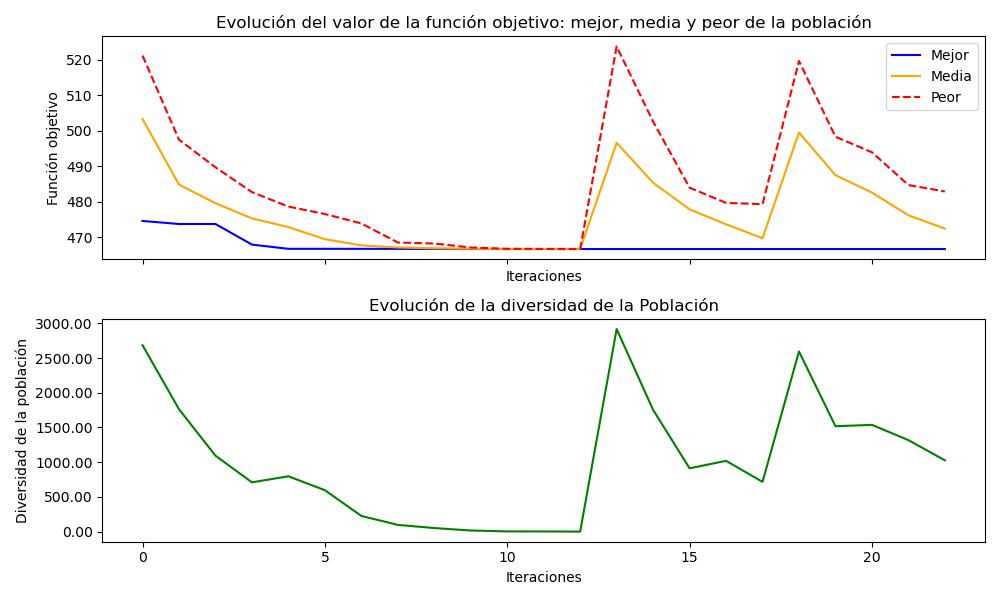 Evolución del valor de la función objetivo: mejor, media y peor de la población
Función objetivo
520
510
500
490
480
470
Mejor
Media
Peor
Iteraciones
Evolución de la diversidad de la Población
Diversidad de la población
3000.00
2500.00
2000.00
1500.00
1000.00
500.00
0.00
0 5 10 15 20
Iteraciones